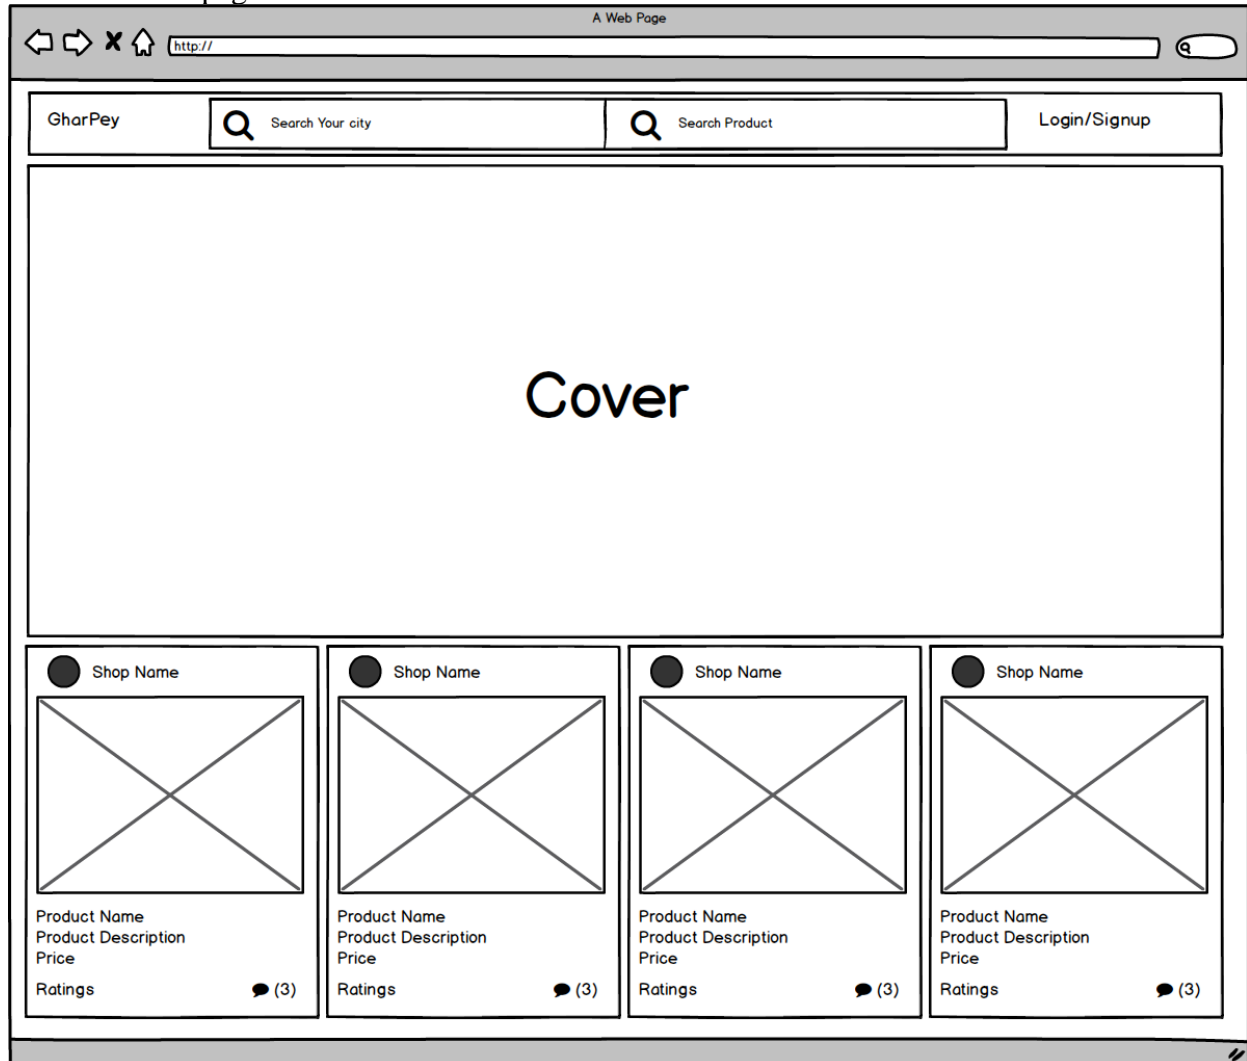 A Web Page
http://
GharPey
Search Your city
Search Product
Login/Signup
Cover
Shop Name
Product Name
Product Description
Price
Ratings
(3)
Shop Name
Product Name
Product Description
Price
Ratings
(3)
Shop Name
Product Name
Product Description
Price
Ratings
(3)
Shop Name
Product Name
Product Description
Price
Ratings
(3)